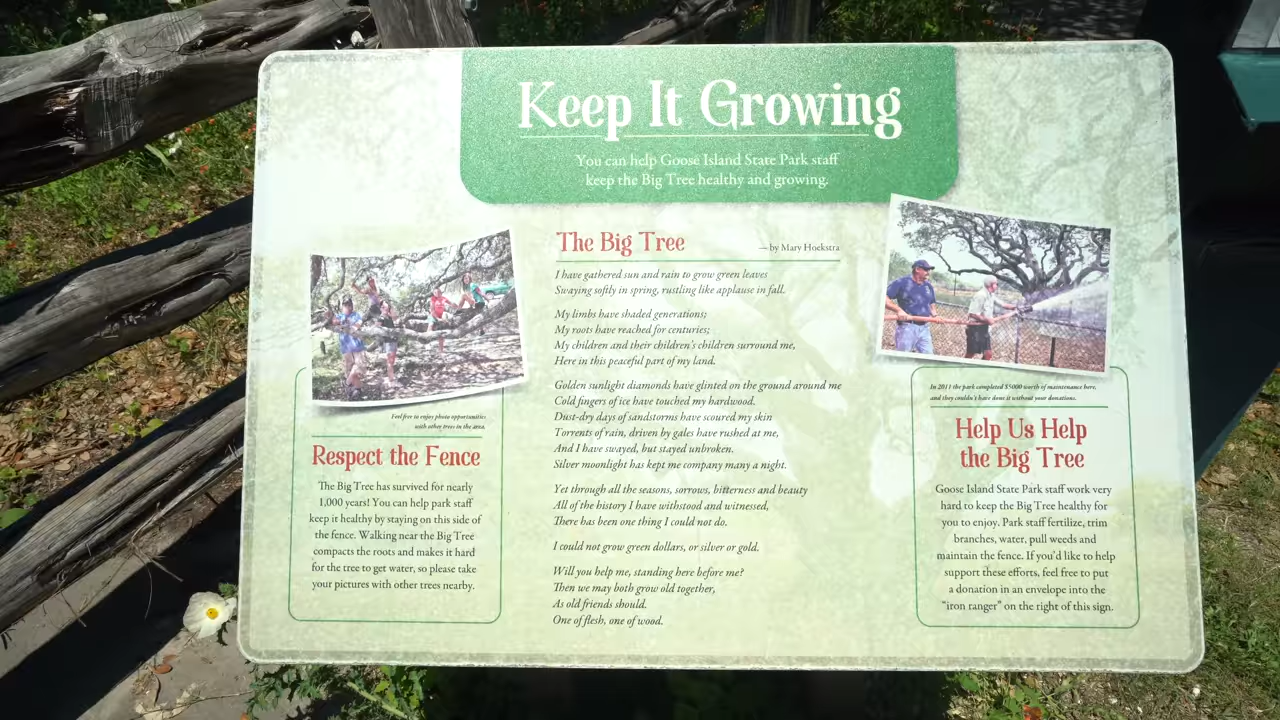 Keep It Growing
You can help Goose Island State Park staff
keep the Big Tree healthy and growing.
Feel free to enjoy photo opportunities
with other trees in the area.
Respect the Fence
The Big Tree has survived for nearly
1,000 years! You can help park staff
keep it healthy by staying on this side of
the fence. Walking near the Big Tree
compacts the roots and makes it hard
for the tree to get water, so please take
your pictures with other trees nearby.
The Big Tree
— by Mary Hoekstra
I have gathered sun and rain to grow green leaves
Swaying softly in spring, rustling like applause in fall.
My limbs have shaded generations;
My roots have reached for centuries;
My children and their children's children surround me,
Here in this peaceful part of my land.
Golden sunlight diamonds have glinted on the ground around me
Cold fingers of ice have touched my hardwood.
Dust-dry days of sandstorms have scoured my skin
Torrents of rain, driven by gales have rushed at me,
And I have swayed, but stayed unbroken.
Silver moonlight has kept me company many a night.
Yet through all the seasons, sorrows, bitterness and beauty
All of the history I have withstood and witnessed,
There has been one thing I could not do.
I could not grow green dollars, or silver or gold.
Will you help me, standing here before me?
Then we may both grow old together,
As old friends should.
One of flesh, one of wood.
In 2011 the park completed $5000 worth of maintenance here,
and they couldn't have done it without your donations.
Help Us Help
the Big Tree
Goose Island State Park staff work very
hard to keep the Big Tree healthy for
you to enjoy. Park staff fertilize, trim
branches, water, pull weeds and
maintain the fence. If you'd like to help
support these efforts, feel free to put
a donation in an envelope into the
"iron ranger" on the right of this sign.